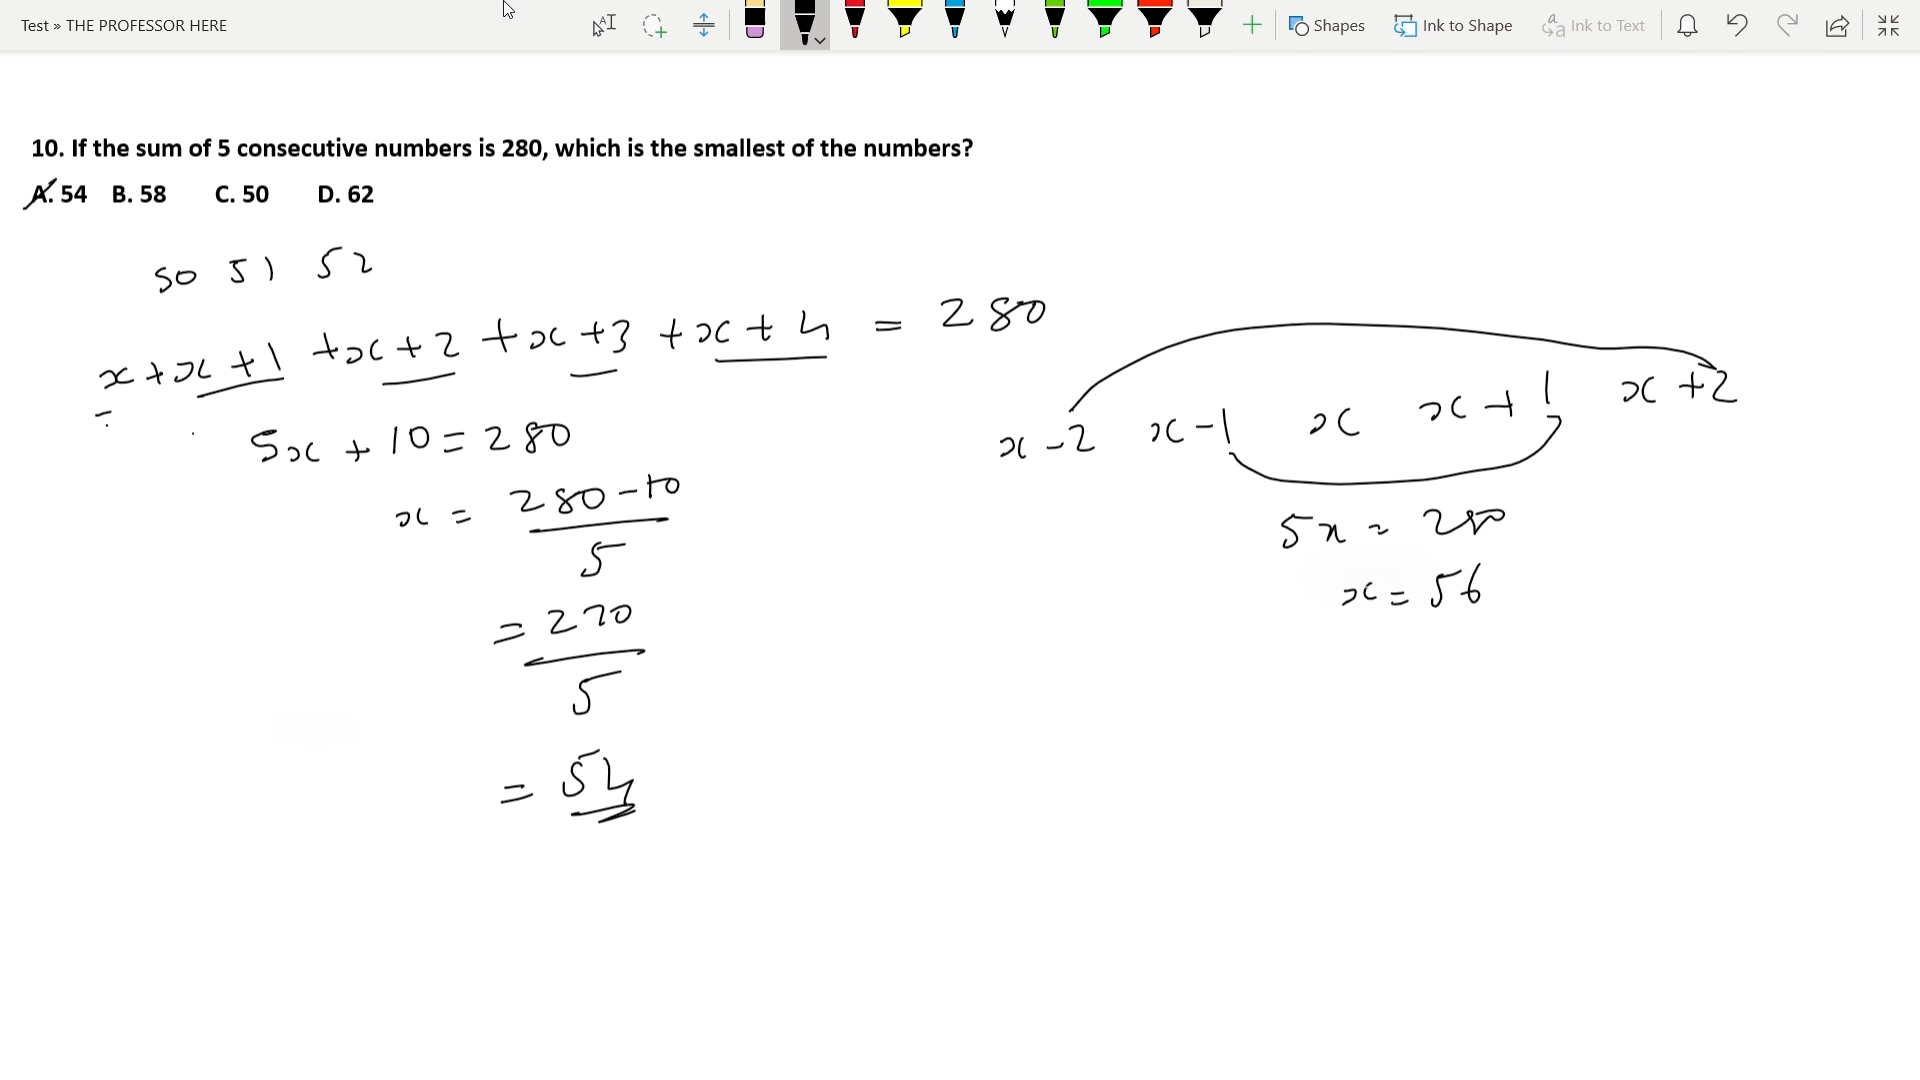 Test » THE PROFESSOR HERE
Shapes Ink to Shape Ink to Text
10. If the sum of 5 consecutive numbers is 280, which is the smallest of the numbers?
A. 54 B. 58 C. 50 D. 62
50 51 52
x + x + 1 + x + 2 + x + 3 + x + 4 = 280
5x + 10 = 280
x = 280 - 10
5
= 270
5
= 54
x - 2 x - 1 x x + 1 x + 2
5x = 280
x = 56